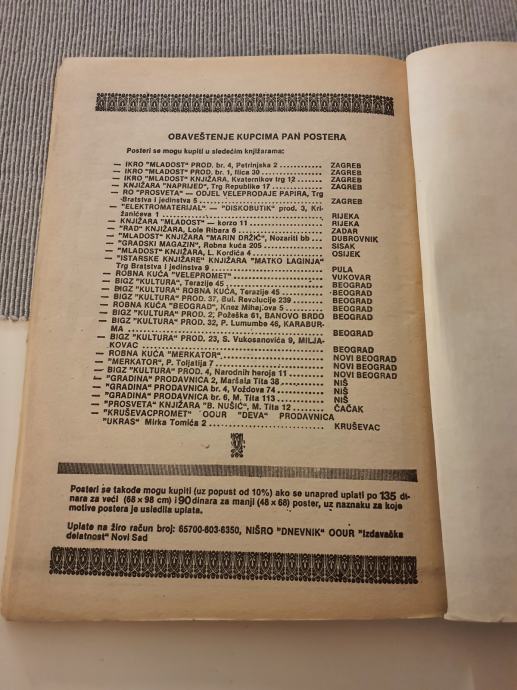 OBAVEŠTENJE KUPCIMA PAN POSTERA
Posteri se mogu kupiti u sledećim knjižarama:
— IKRO "MLADOST" PROD. br. 4, Petrinjska 2 ............ ZAGREB
— IKRO "MLADOST" PROD. br. 1, Ilica 30 ............ ZAGREB
— IKRO "MLADOST" KNJIŽARA, Kvaternikov trg 12 ............ ZAGREB
— KNJIŽARA "NAPRIJED", Trg Republike 17 ............ ZAGREB
— RO "PROSVETA" — ODJEL VELEPRODAJE PAPIRA, Trg
Bratstva i jedinstva 5 ............ ZAGREB
— "ELEKTROMATERIJAL" — "DISKOBUTIK" prod. 3, Kri-
žanićeva 1 ............ RIJEKA
— KNJIŽARA "MLADOST" — korzo 11 ............ RIJEKA
— "RAD" KNJIŽARA, Lole Ribara 6 ............ ZADAR
— "MLADOST" KNJIŽARA "MARIN DRŽIĆ", Nozariti bb .. DUBROVNIK
— "GRADSKI MAGAZIN", Robna kuća 205 ............ SISAK
— "MLADOST" KNJIŽARA, L. Kordića 4 ............ OSIJEK
— "ISTARSKE KNJIŽARE" KNJIŽARA "MATKO LAGINJA"
Trg Bratstva i jedinstva 9 ............ PULA
— ROBNA KUĆA "VELEPROMET" ............ VUKOVAR
— BIGZ "KULTURA", Terazije 45 ............ BEOGRAD
— BIGZ "KULTURA" ROBNA KUĆA, Terazije 45 ............ BEOGRAD
— BIGZ "KULTURA" PROD. 37, Bul. Revolucije 239 ............ BEOGRAD
— ROBNA KUĆA "BEOGRAD", Knez Mihajlova 5 ............ BEOGRAD
— BIGZ "KULTURA" PROD. 2, Požeška 61, BANOVO BRDO BEOGRAD
— BIGZ "KULTURA" PROD. 32, P. Lumumbe 46, KARABUR-
MA ............ BEOGRAD
— BIGZ "KULTURA" PROD. 23, S. Vukosanovića 9, MILJA-
KOVAC ............ BEOGRAD
— ROBNA KUĆA "MERKATOR" ............ NOVI BEOGRAD
— "MERKATOR", P. Toljatija 7 ............ NOVI BEOGRAD
— BIGZ "KULTURA" PROD. 4, Narodnih heroja 11 ............ NOVI BEOGRAD
— "GRADINA" PRODAVNICA 2, Maršala Tita 38 ............ NIŠ
— "GRADINA" PRODAVNICA br. 4, Voždova 74 ............ NIŠ
— "GRADINA" PRODAVNICA br. 6, M. Tita 113 ............ NIŠ
— "PROSVETA" KNJIŽARA "B. NUŠIĆ", M. Tita 12 ............ ČAČAK
— "KRUŠEVACPROMET" OOUR "DEVA" PRODAVNICA
"UKRAS" Mirka Tomića 2 ............ KRUŠEVAC
Posteri se takođe mogu kupiti (uz popust od 10%) ako se unapred uplati po 135 di-
nara za veći (68 x 98 cm) i 90 dinara za manji (48 x 68) poster, uz naznaku za koje
motive postera je usledila uplata.
Uplate na žiro račun broj: 65700-603-6350, NIŠRO "DNEVNIK" OOUR "Izdavačka
delatnost" Novi Sad